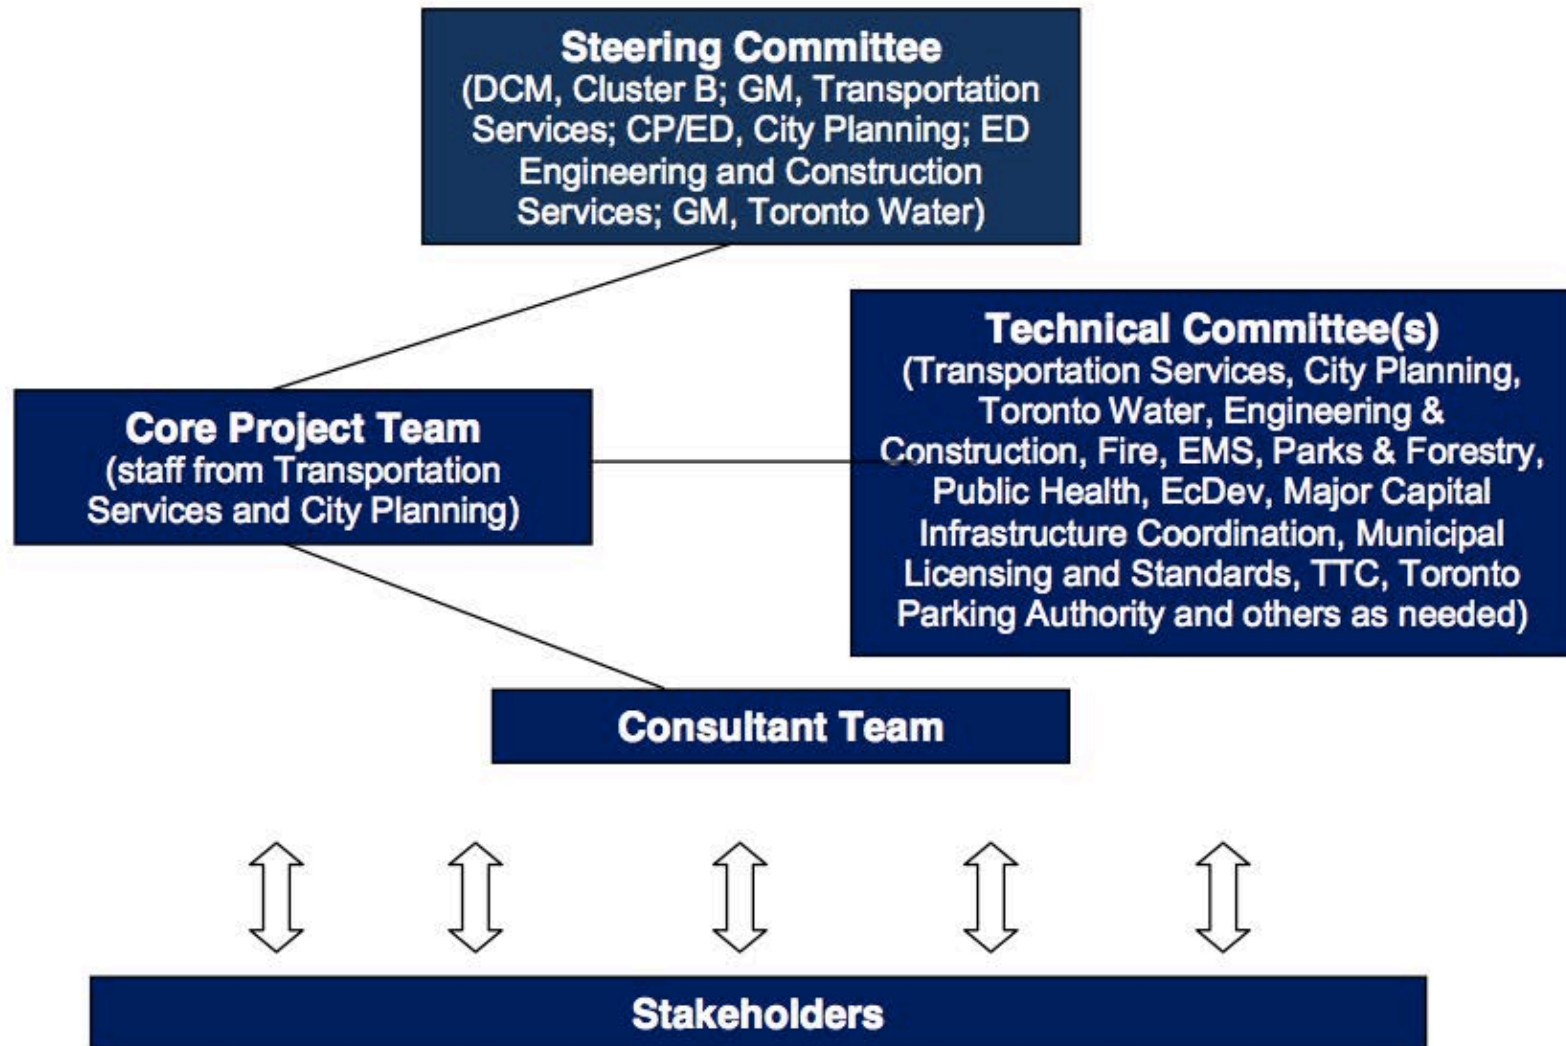 Steering Committee
(DCM, Cluster B; GM, Transportation
Services; CP/ED, City Planning; ED
Engineering and Construction
Services; GM, Toronto Water)
Technical Committee(s)
(Transportation Services, City Planning,
Toronto Water, Engineering &
Construction, Fire, EMS, Parks & Forestry,
Public Health, EcDev, Major Capital
Infrastructure Coordination, Municipal
Licensing and Standards, TTC, Toronto
Parking Authority and others as needed)
Core Project Team
(staff from Transportation
Services and City Planning)
Consultant Team
Stakeholders